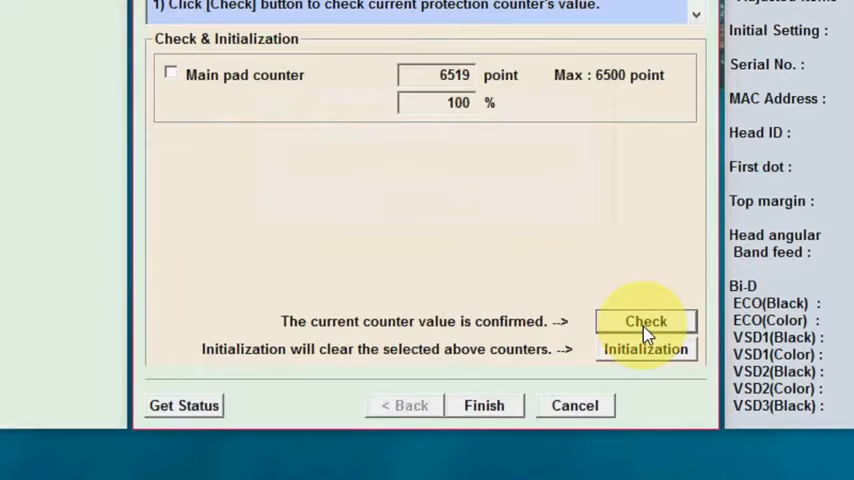 1) Click [Check] button to check current protection counter's value.
Check & Initialization
Main pad counter 6519 point Max : 6500 point
100 %
The current counter value is confirmed. --> Check
Initialization will clear the selected above counters. --> Initialization
Get Status < Back Finish Cancel
Initial Setting :
Serial No. :
MAC Address :
Head ID :
First dot :
Top margin :
Head angular
Band feed :
Bi-D
ECO(Black) :
ECO(Color) :
VSD1(Black) :
VSD1(Color) :
VSD2(Black) :
VSD2(Color) :
VSD3(Black) :